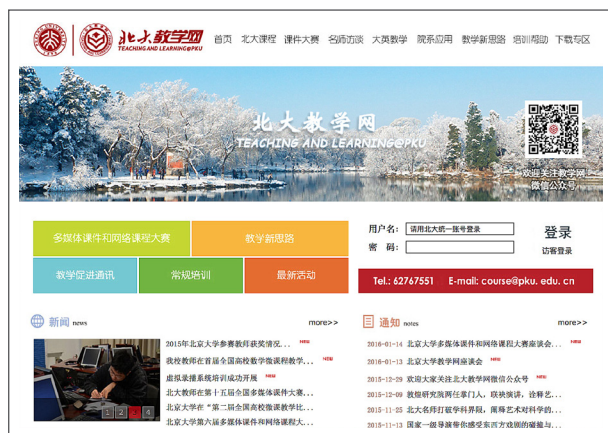 北大教学网
TEACHING AND LEARNING@PKU
首页 北大课程 课件大赛 名师访谈 大英教学 院系应用 教学新思路 培训帮助 下载专区
北大教学网
TEACHING AND LEARNING@PKU
欢迎关注教学网
微信公众号
多媒体课件和网络课程大赛
教学新思路
教学促进通讯
常规培训
最新活动
用户名: 请用北大统一账号登录
密 码:
登录
访客登录
Tel.: 62767551 E-mail: course@pku. edu. cn
新闻 news more>>
2015年北京大学多媒体教师获奖情况...
我校教师在首届全国高校数学微课程教学...
虚拟录播系统培训成功开展
北大教师在第十五届全国多媒体课件大赛...
北京大学在“第二届全国高校微课教学比...
北京大学第六届多媒体课件和网络课程大...
1 2 3 4
通知 notes more>>
2016-01-14 北京大学多媒体课件和网络课程大赛座谈会...
2016-01-13 北京大学教学网座谈会
2015-12-29 欢迎大家关注北大教学网微信公众号
2015-12-09 敦煌研究院两任掌门人，联袂演讲，诠释艺...
2015-11-25 北大名师打破学科界限，阐释艺术对科学的...
2015-11-13 国家一级导演带你感受东西方戏剧的碰撞与...